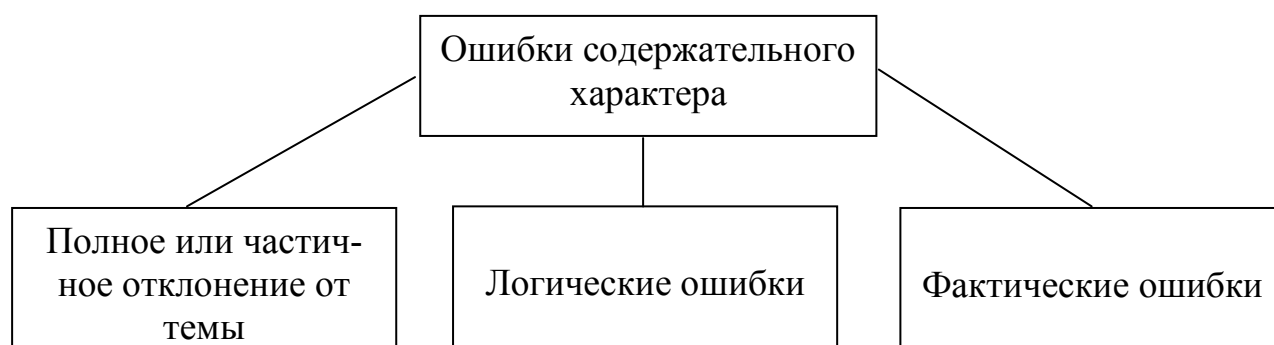 Ошибки содержательного
характера
Полное или частич-
ное отклонение от
темы
Логические ошибки
Фактические ошибки